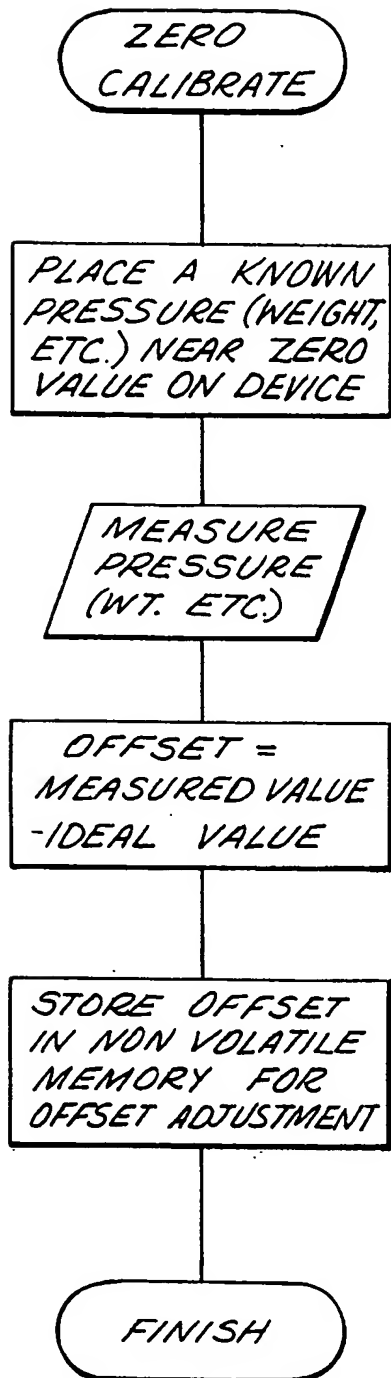 ZERO
CALIBRATE
PLACE A KNOWN
PRESSURE (WEIGHT,
ETC.) NEAR ZERO
VALUE ON DEVICE
MEASURE
PRESSURE
(WT. ETC.)
OFFSET =
MEASURED VALUE
-IDEAL VALUE
STORE OFFSET
IN NON VOLATILE
MEMORY FOR
OFFSET ADJUSTMENT
FINISH